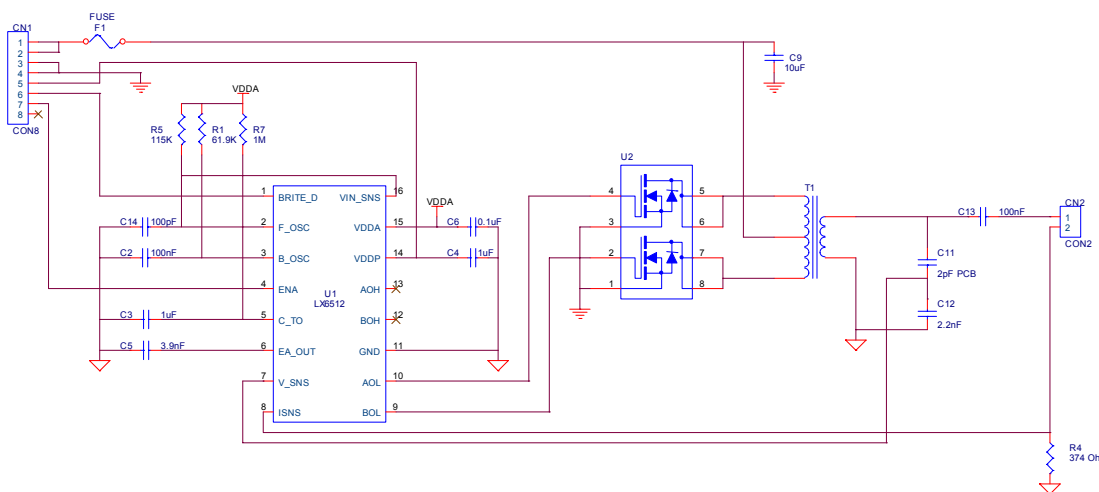 FUSE
F1
CN1
1
2
3
4
5
6
7
8
CON8
C9
10uF
VDDA
R5
115K
R1
61.9K
R7
1M
U2
4
5
3
6
2
7
1
8
T1
CN2
1
2
CON2
C13
100nF
C11
2pF PCB
C12
2.2nF
1
BRITE_D
VIN_SNS
16
VDDA
C14
100pF
2
F_OSC
VDDA
15
C6
0.1uF
C2
100nF
3
B_OSC
VDDP
14
C4
1uF
4
ENA
AOH
13
U1
LX6512
C3
1uF
5
C_TO
BOH
12
C5
3.9nF
6
EA_OUT
GND
11
7
V_SNS
AOL
10
8
ISNS
BOL
9
R4
374 Oh